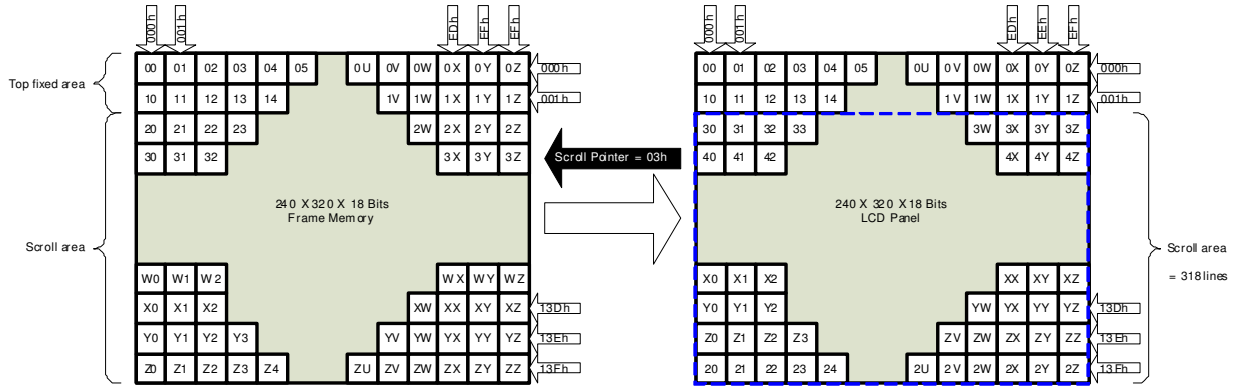 000h 001h EDh EFh EFh 000h 001h EDh EEh EFh
00 01 02 03 04 05 0U 0V 0W 0X 0Y 0Z 000h 00 01 02 03 04 05 0U 0V 0W 0X 0Y 0Z 000h
Top fixed area
10 11 12 13 14 1V 1W 1X 1Y 1Z 001h 10 11 12 13 14 1V 1W 1X 1Y 1Z 001h
20 21 22 23 2W 2X 2Y 2Z 30 31 32 33 3W 3X 3Y 3Z
30 31 32 3X 3Y 3Z Scroll Pointer = 03h 40 41 42 4X 4Y 4Z
240 X 320 X 18 Bits
Frame Memory
240 X 320 X 18 Bits
LCD Panel
Scroll area
Scroll area
= 318 lines
W0 W1 W2 WX WY WZ X0 X1 X2 XX XY XZ
X0 X1 X2 XW XX XY XZ 13Dh Y0 Y1 Y2 YW YX YY YZ 13Dh
Y0 Y1 Y2 Y3 YV YW YX YY YZ 13Eh Z0 Z1 Z2 Z3 ZV ZW ZX ZY ZZ 13Eh
Z0 Z1 Z2 Z3 Z4 ZU ZV ZW ZX ZY ZZ 13Fh 20 21 22 23 24 2U 2V 2W 2X 2Y 2Z 13Fh